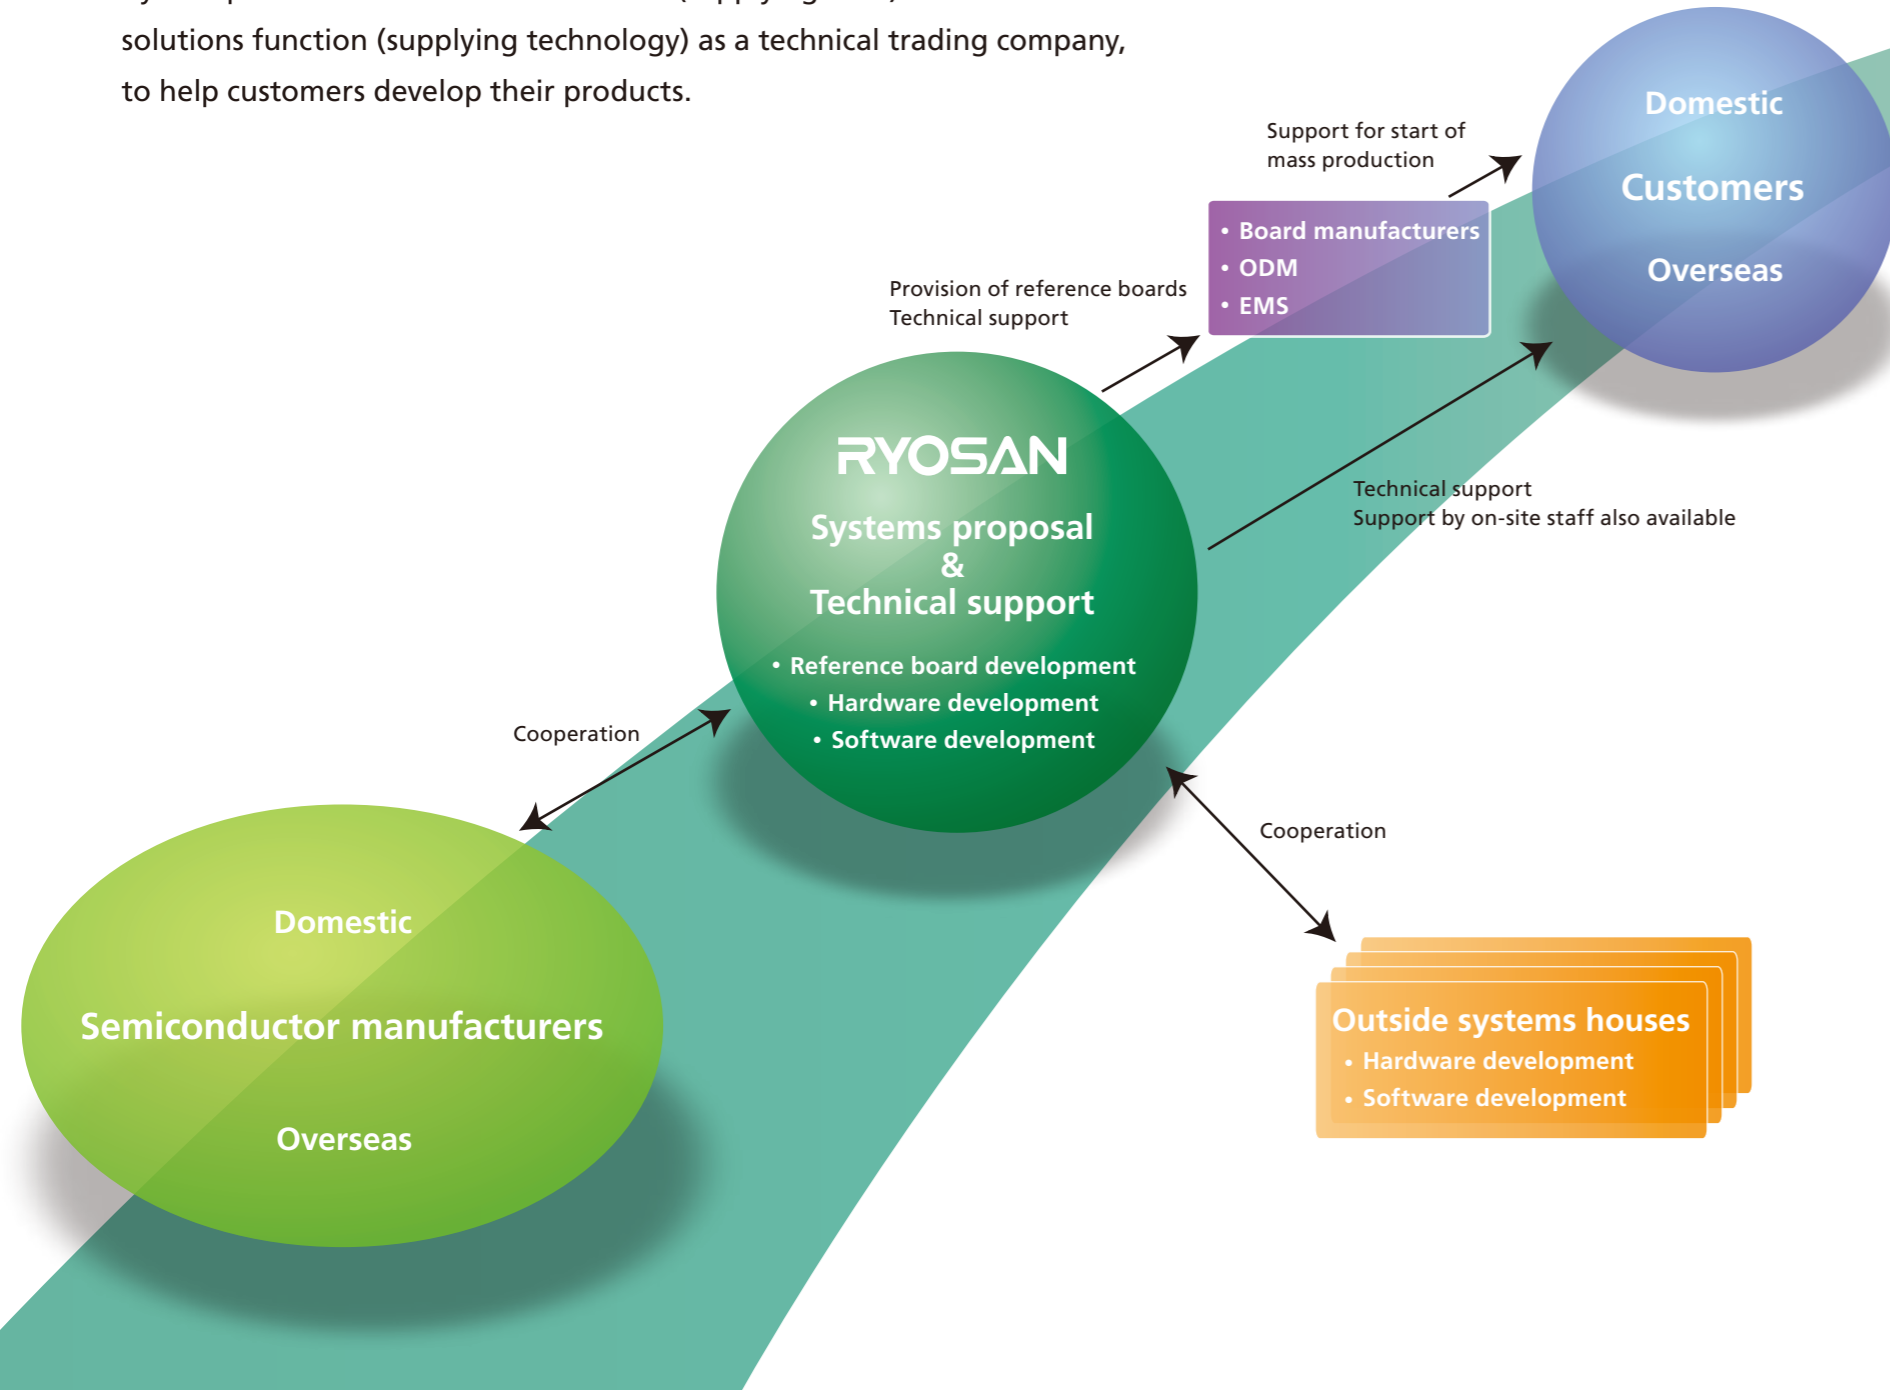 solutions function (supplying technology) as a technical trading company,
to help customers develop their products.
Domestic
Customers
Overseas
Support for start of
mass production
• Board manufacturers
• ODM
• EMS
Provision of reference boards
Technical support
RYOSAN
Systems proposal
&
Technical support
• Reference board development
• Hardware development
• Software development
Technical support
Support by on-site staff also available
Cooperation
Cooperation
Domestic
Semiconductor manufacturers
Overseas
Outside systems houses
• Hardware development
• Software development